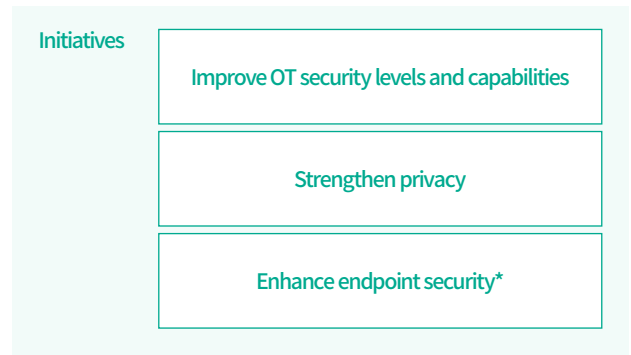 Initiatives
Improve OT security levels and capabilities
Strengthen privacy
Enhance endpoint security*